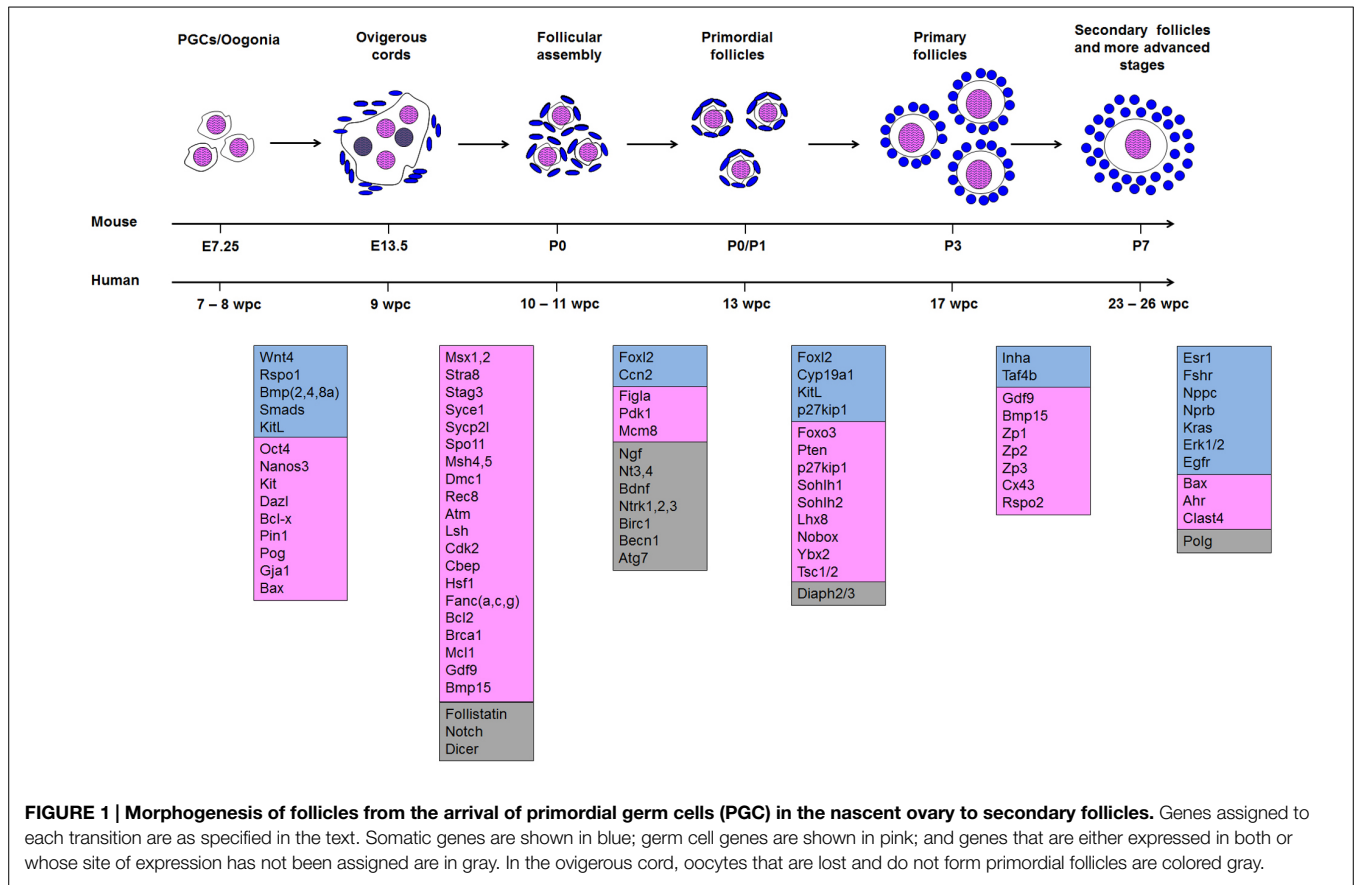 PGCs/Oogonia
Ovigerous
cords
Follicular
assembly
Primordial
follicles
Primary
follicles
Secondary follicles
and more advanced
stages
Mouse
E7.25
E13.5
P0
P0/P1
P3
P7
Human
7 – 8 wpc
9 wpc
10 – 11 wpc
13 wpc
17 wpc
23 – 26 wpc
Wnt4
Rspo1
Bmp(2,4,8a)
Smads
KitL
Oct4
Nanos3
Kit
Dazl
Bcl-x
Pin1
Pog
Gja1
Bax
Msx1,2
Stra8
Stag3
Syce1
Sycp2l
Spo11
Msh4,5
Dmc1
Rec8
Atm
Lsh
Cdk2
Cbep
Hsf1
Fanc(a,c,g)
Bcl2
Brca1
Mcl1
Gdf9
Bmp15
Follistatin
Notch
Dicer
Foxl2
Ccn2
Figla
Pdk1
Mcm8
Ngf
Nt3,4
Bdnf
Ntrk1,2,3
Birc1
Becn1
Atg7
Foxl2
Cyp19a1
KitL
p27kip1
Foxo3
Pten
p27kip1
Sohlh1
Sohlh2
Lhx8
Nobox
Ybx2
Tsc1/2
Diaph2/3
Inha
Taf4b
Gdf9
Bmp15
Zp1
Zp2
Zp3
Cx43
Rspo2
Esr1
Fshr
Nppc
Nprb
Kras
Erk1/2
Egfr
Bax
Ahr
Clast4
Polg
FIGURE 1 | Morphogenesis of follicles from the arrival of primordial germ cells (PGC) in the nascent ovary to secondary follicles. Genes assigned to
each transition are as specified in the text. Somatic genes are shown in blue; germ cell genes are shown in pink; and genes that are either expressed in both or
whose site of expression has not been assigned are in gray. In the ovigerous cord, oocytes that are lost and do not form primordial follicles are colored gray.